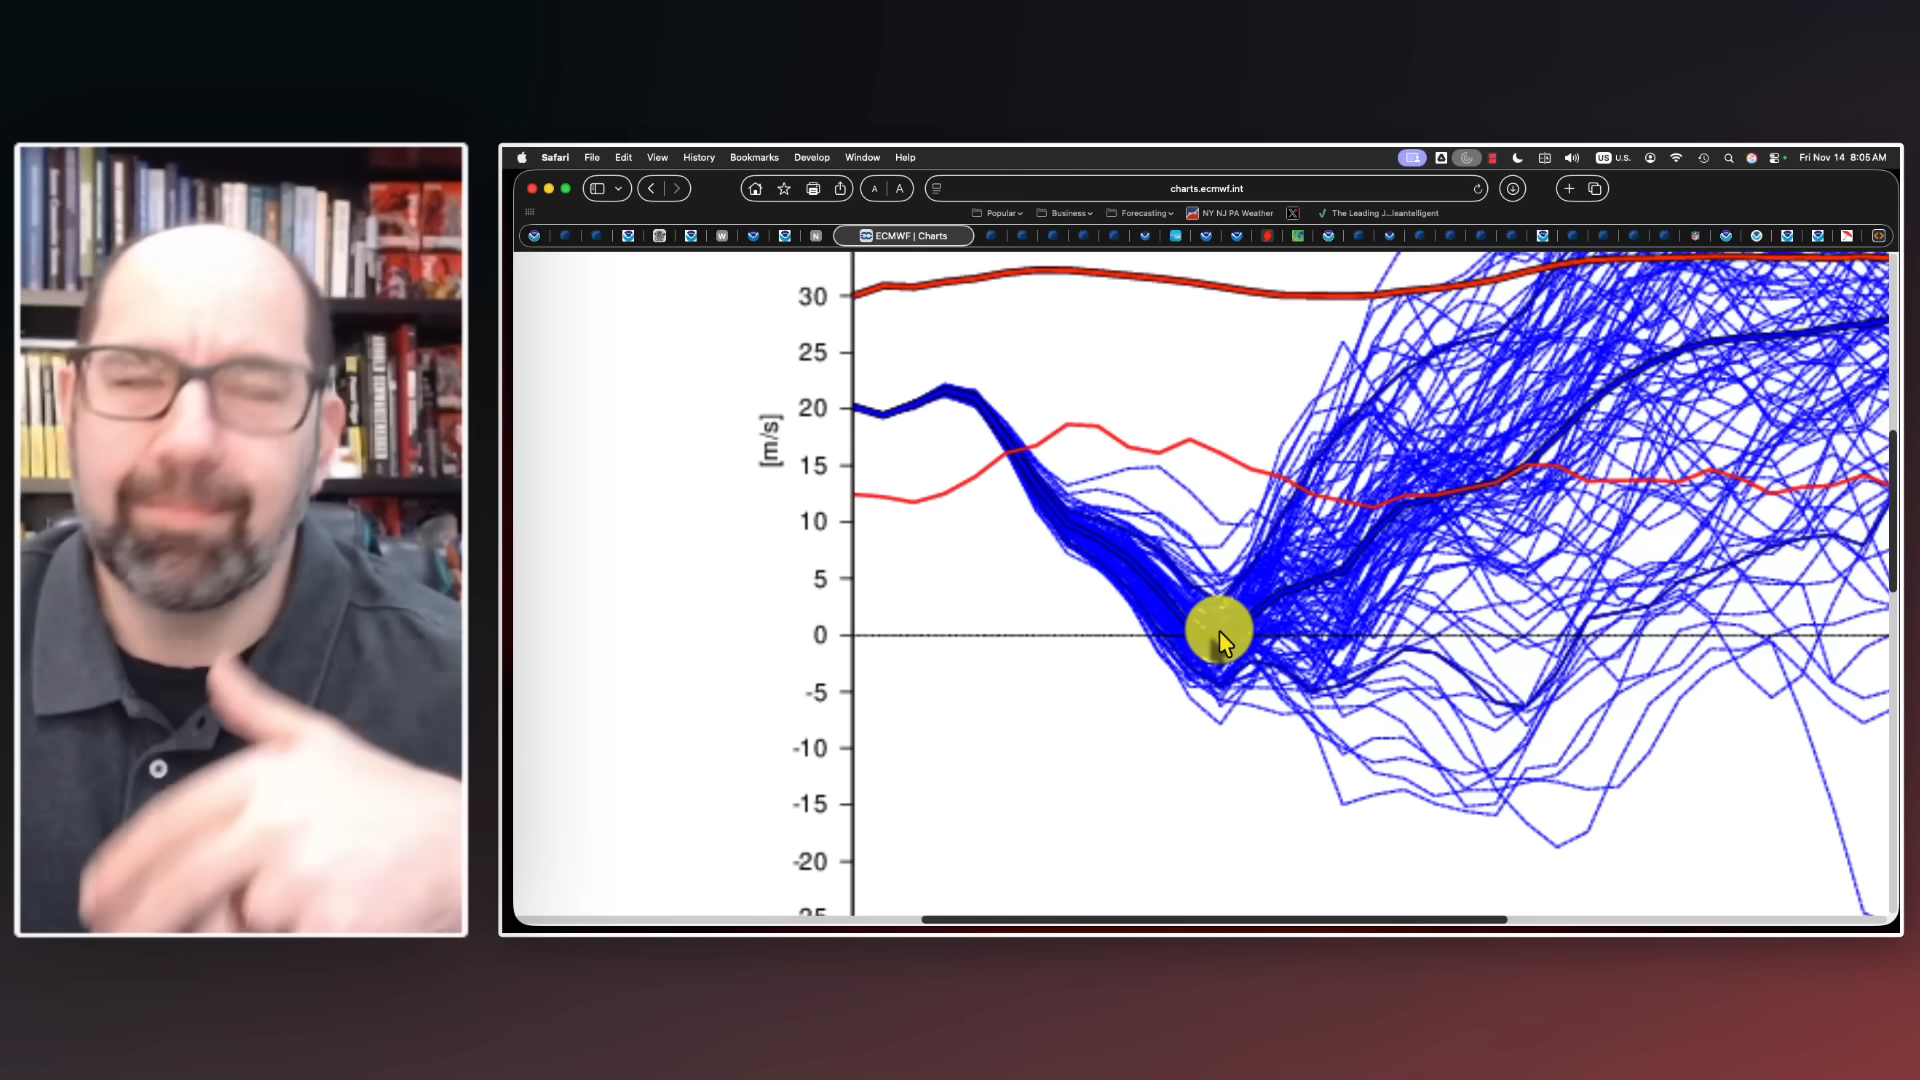 Safari File Edit View History Bookmarks Develop Window Help US U.S. Fri Nov 14 8:05 AM
A A charts.ecmwf.int
Popular Business Forecasting NY NJ PA Weather X The Leading J...leantelligent
W N ECMWF | Charts
30
25
20
15
10
5
0
-5
-10
-15
-20
[m/s]